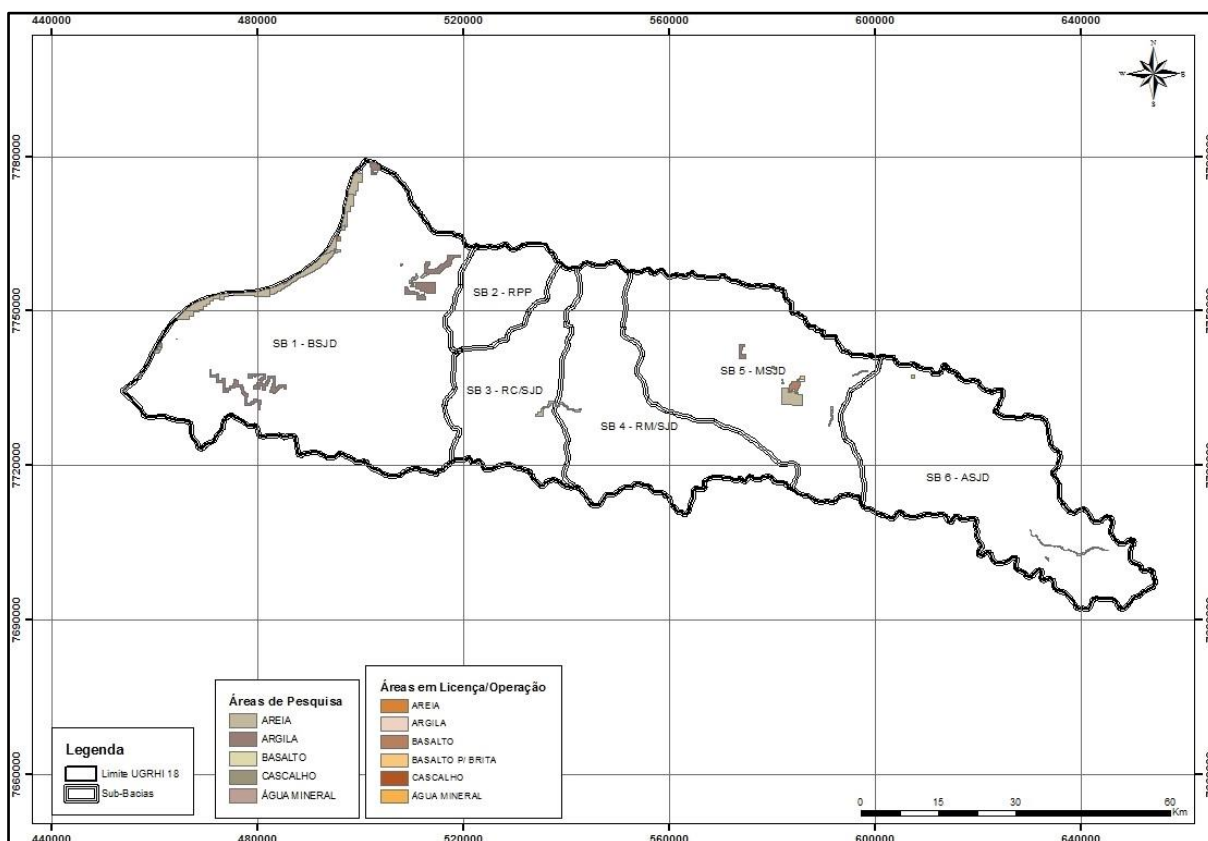 440000 480000 520000 560000 600000 640000
N
W
S
7780000
7750000
SB 2 - RPP
SB 1 - BSJD
SB 5 - MSJD
SB 3 - RC/SJD
SB 4 - RM/SJD
7720000
SB 6 - ASJD
7690000
7660000
Legenda
Limite UGRHI 18
Sub-Bacias
Áreas de Pesquisa
AREIA
ARGILA
BASALTO
CASCALHO
ÁGUA MINERAL
Áreas em Licença/Operação
AREIA
ARGILA
BASALTO
BASALTO P/ BRITA
CASCALHO
ÁGUA MINERAL
0 15 30 60
Km
440000 480000 520000 560000 600000 640000